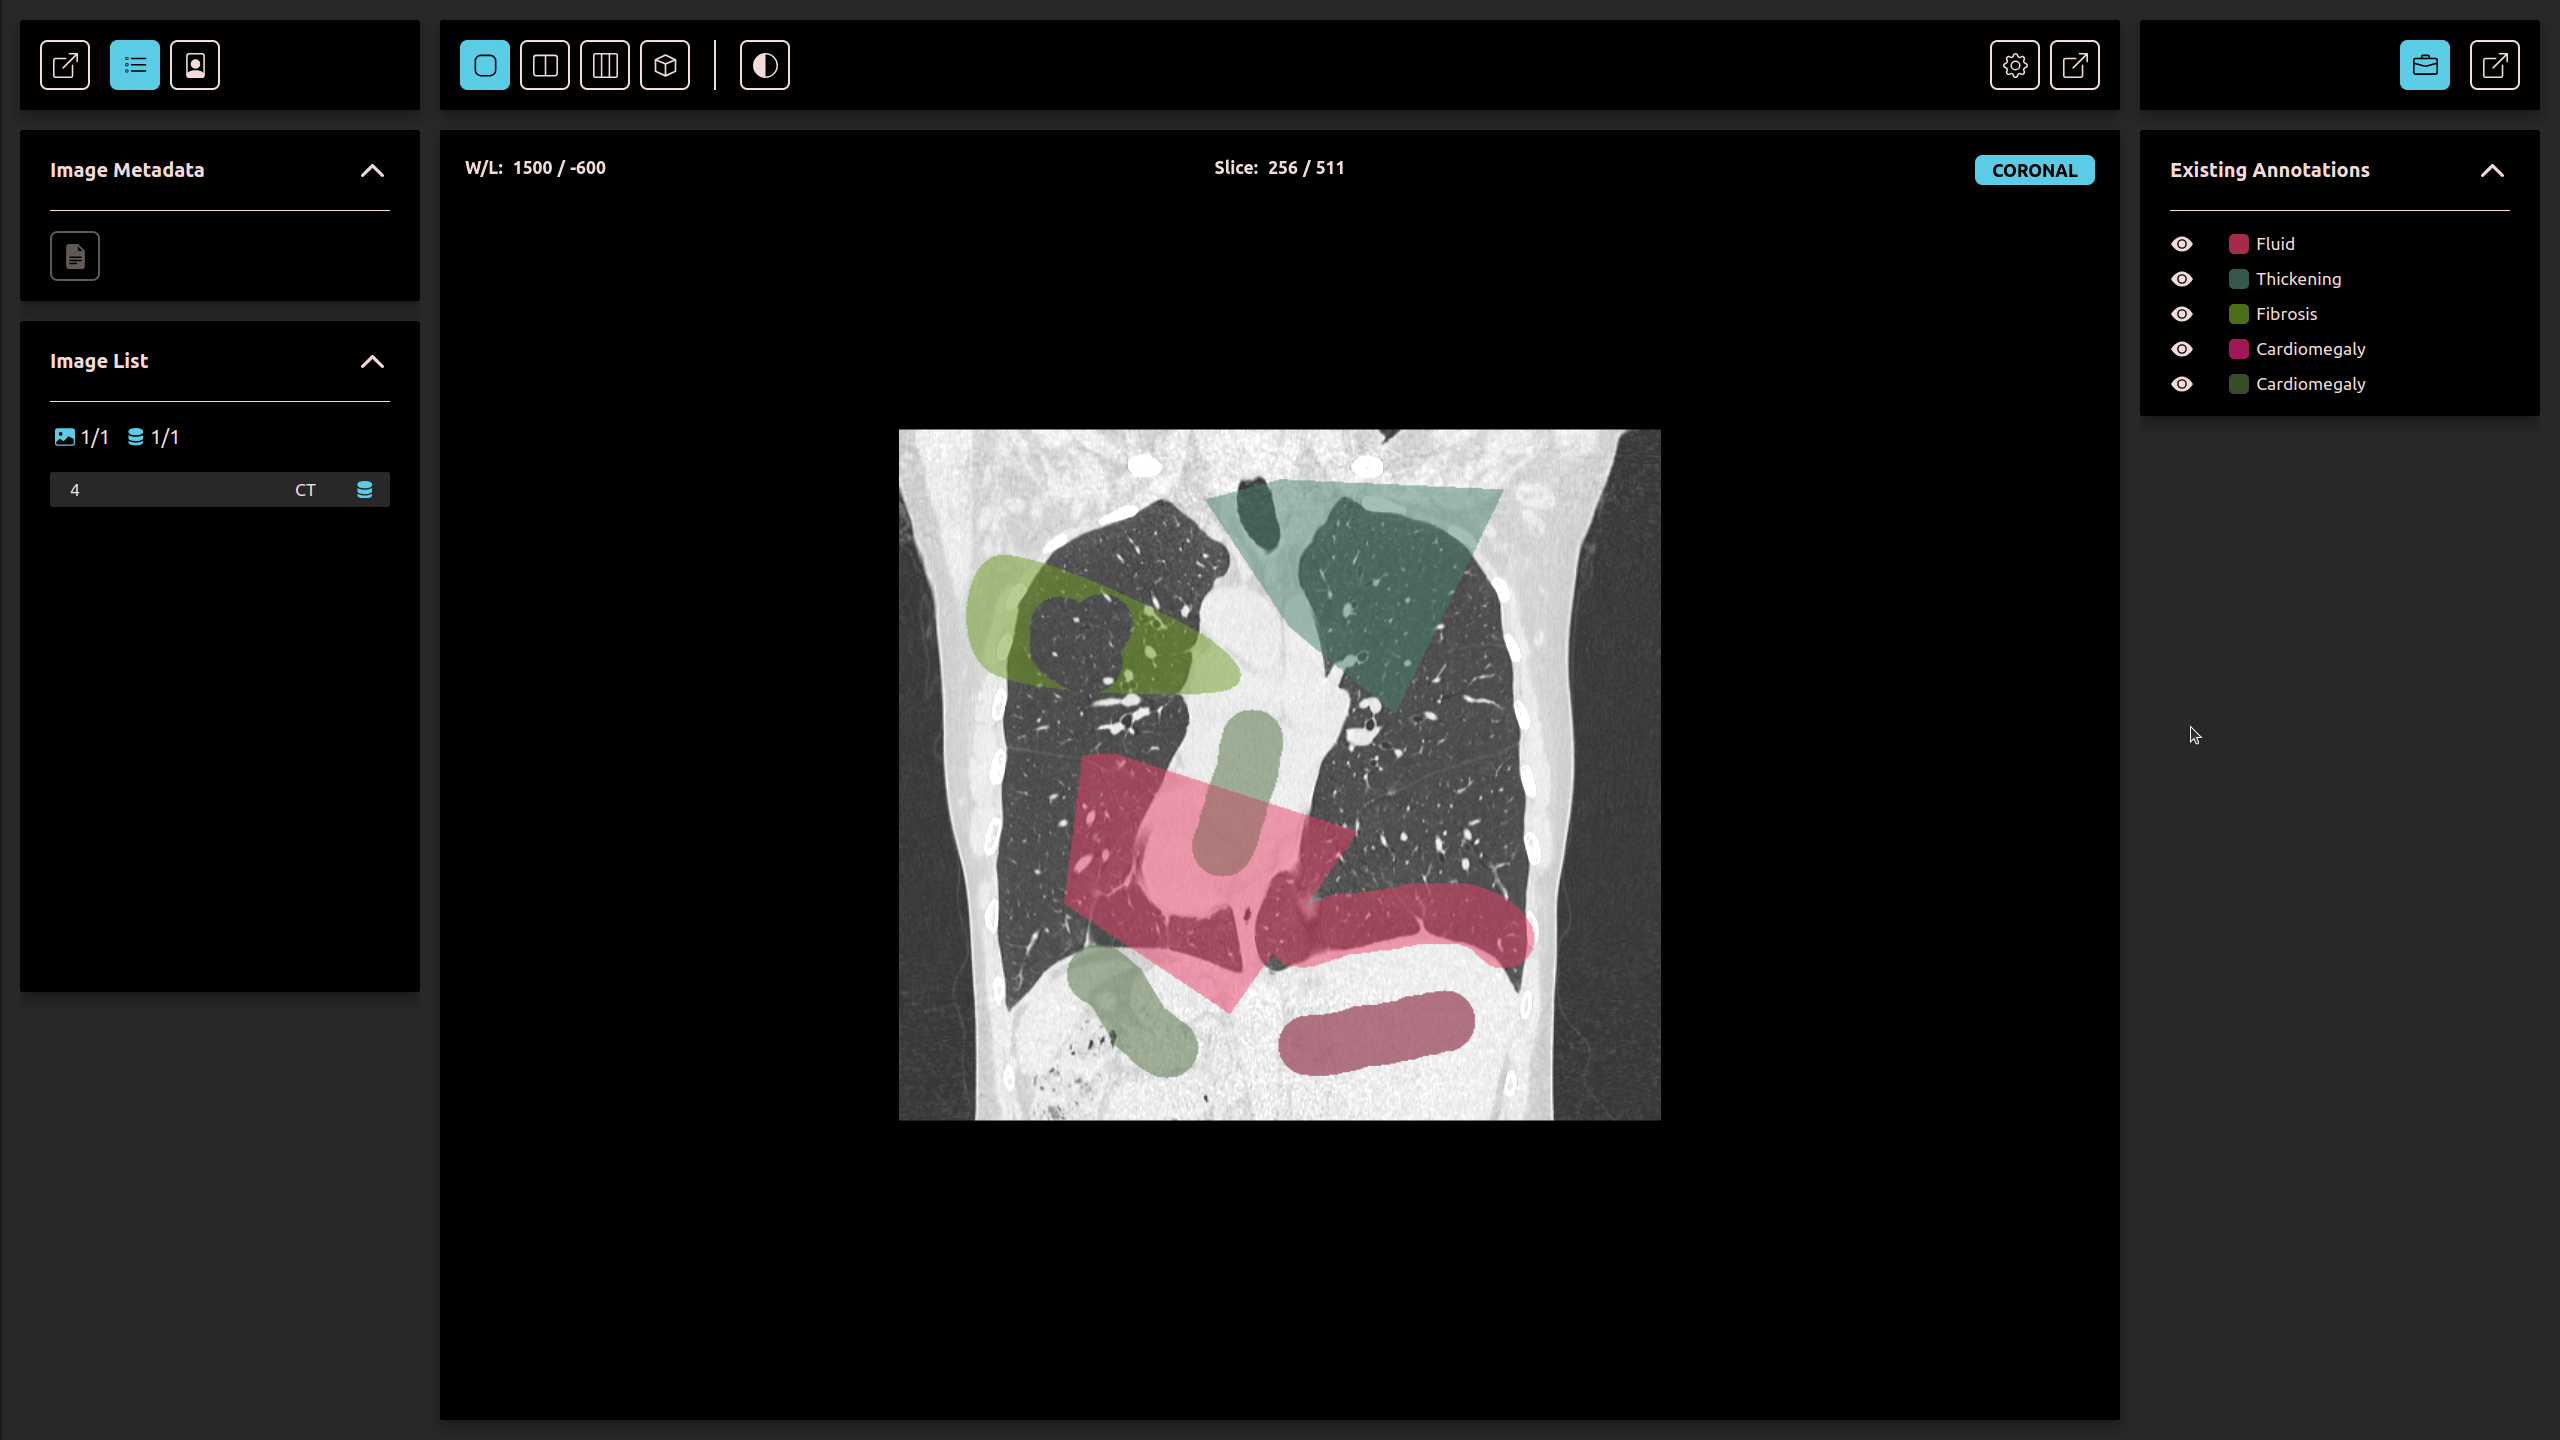 Image Metadata
Image List
1/1 1/1
4 CT
W/L: 1500 / -600
Slice: 256 / 511
CORONAL
Existing Annotations
Fluid
Thickening
Fibrosis
Cardiomegaly
Cardiomegaly